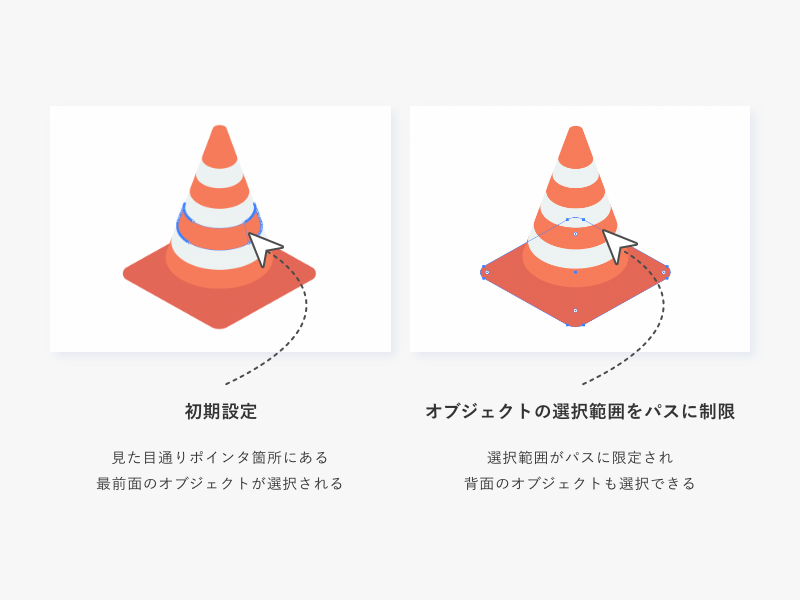 初期設定
見た目通りポインタ箇所にある
最前面のオブジェクトが選択される
オブジェクトの選択範囲をパスに制限
選択範囲がパスに限定され
背面のオブジェクトも選択できる